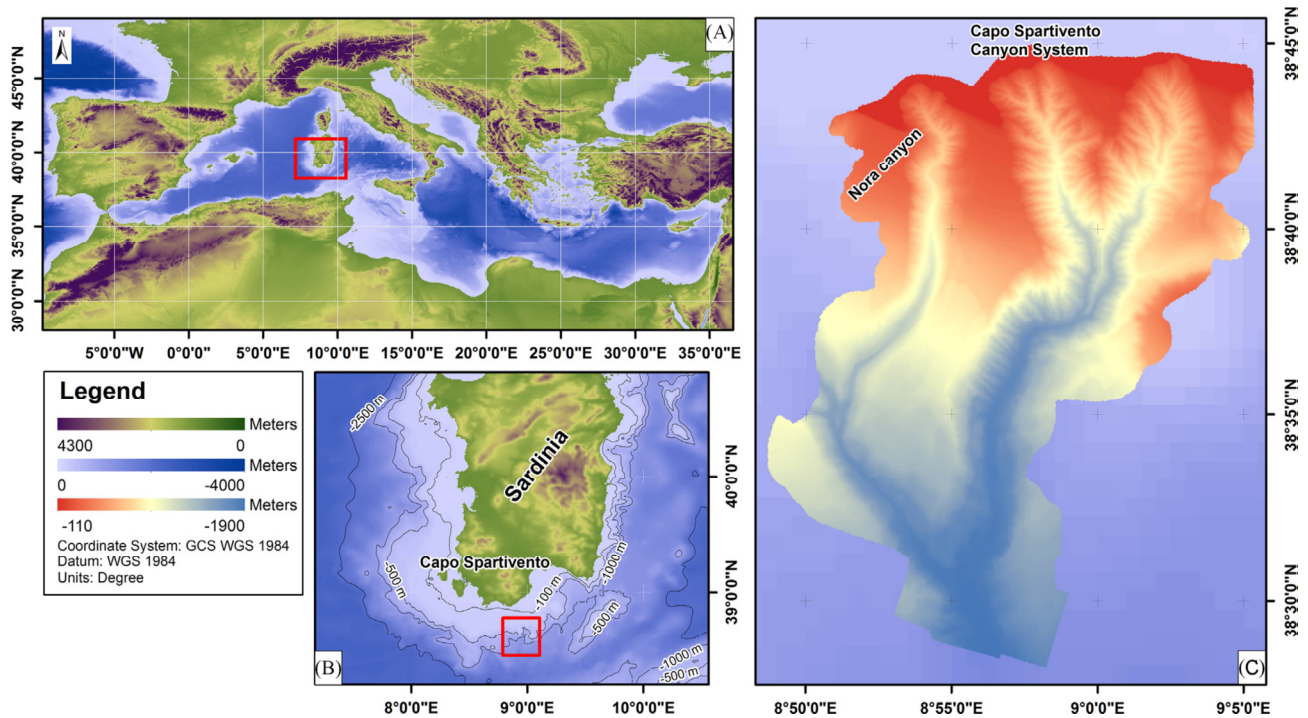 N
(A)
45°0'0"N
40°0'0"N
35°0'0"N
30°0'0"N
5°0'0"W
0°0'0"E
5°0'0"E
10°0'0"E
15°0'0"E
20°0'0"E
25°0'0"E
30°0'0"E
35°0'0"E
Legend
Meters
4300
0
Meters
0
-4000
Meters
-110
-1900
Coordinate System: GCS WGS 1984
Datum: WGS 1984
Units: Degree
-2500 m
Sardinia
Capo Spartivento
-500 m
-100 m
-1000 m
-500 m
-1000 m
-500 m
(B)
40°0'0"N
39°0'0"N
8°0'0"E
9°0'0"E
10°0'0"E
Capo Spartivento
Canyon System
Nora canyon
(C)
38°45'0"N
38°40'0"N
38°35'0"N
38°30'0"N
8°50'0"E
8°55'0"E
9°0'0"E
9°5'0"E